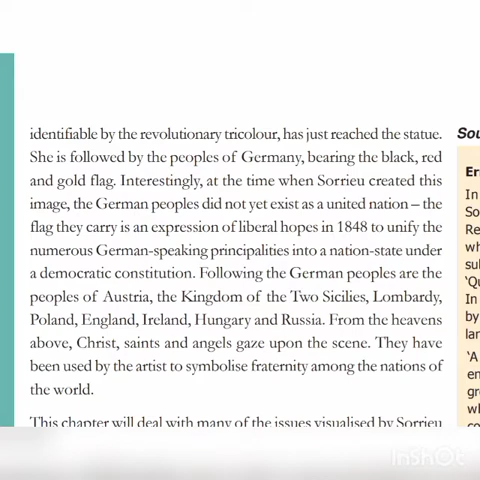 identifiable by the revolutionary tricolour, has just reached the statue.
She is followed by the peoples of Germany, bearing the black, red
and gold flag. Interestingly, at the time when Sorrieu created this
image, the German peoples did not yet exist as a united nation – the
flag they carry is an expression of liberal hopes in 1848 to unify the
numerous German-speaking principalities into a nation-state under
a democratic constitution. Following the German peoples are the
peoples of Austria, the Kingdom of the Two Sicilies, Lombardy,
Poland, England, Ireland, Hungary and Russia. From the heavens
above, Christ, saints and angels gaze upon the scene. They have
been used by the artist to symbolise fraternity among the nations of
the world.
This chapter will deal with many of the issues visualised by Sorrieu
Sou
Er
In
So
Re
wh
sul
'Qu
In
by
lan
'A
en
gr
wh
InShOt